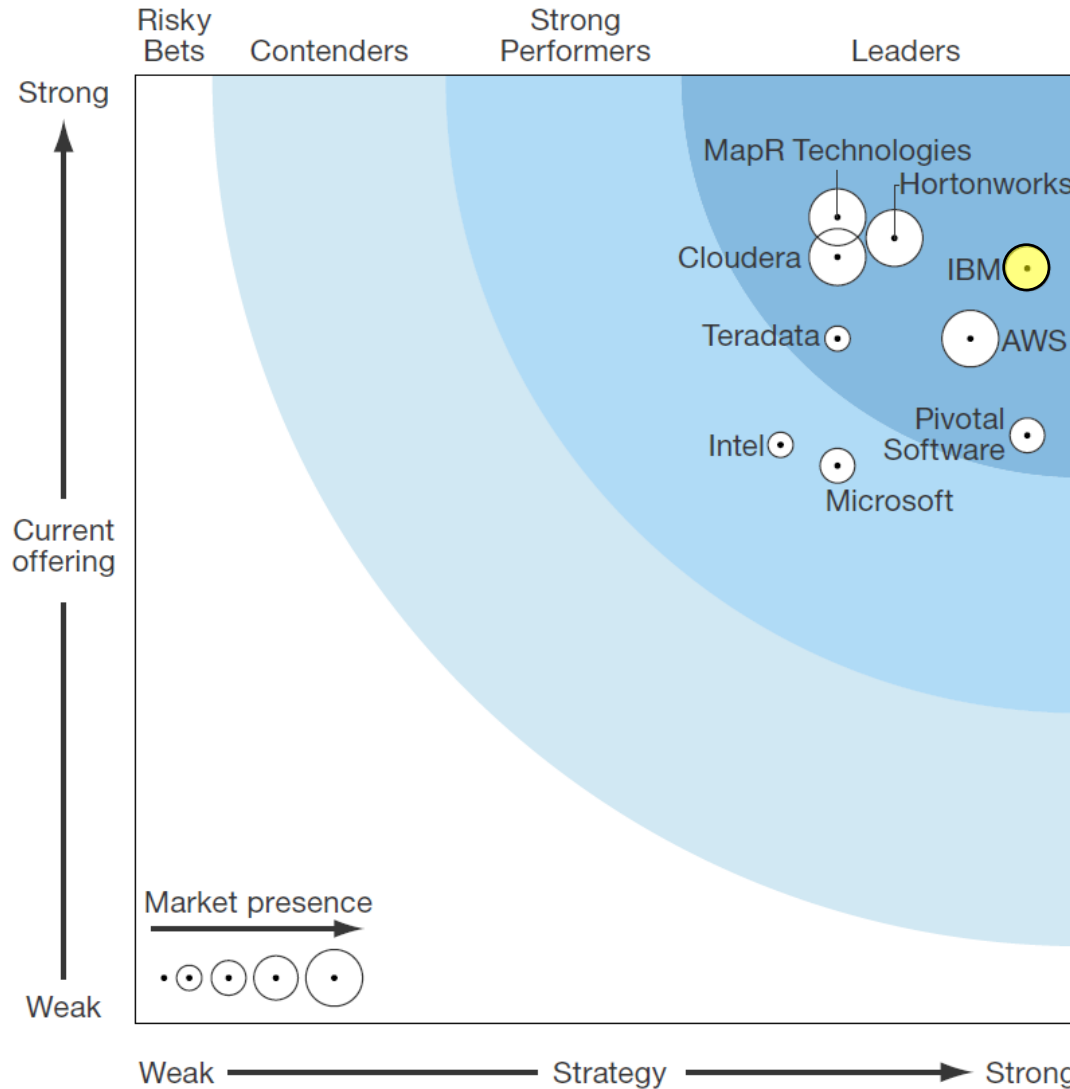 Risky
Bets
Contenders
Strong
Performers
Leaders
Strong
MapR Technologies
Hortonworks
Cloudera
IBM
Teradata
AWS
Pivotal
Software
Intel
Microsoft
Current
offering
Market presence
Weak
Weak
Strategy
Strong